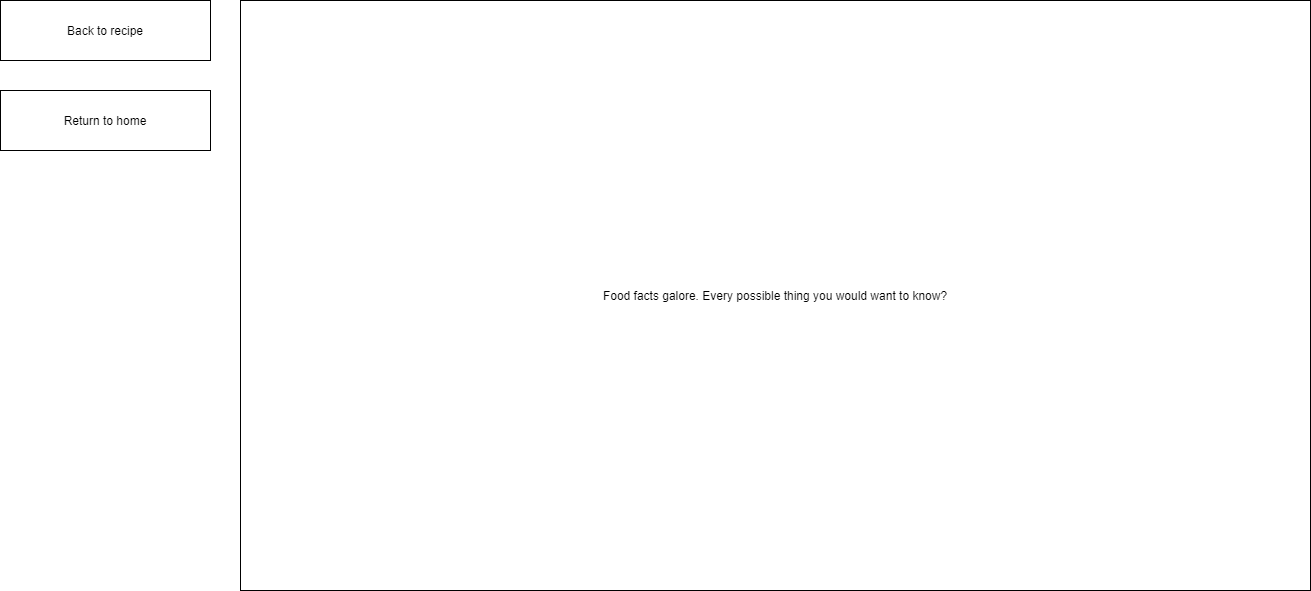 Back to recipe
Return to home
Food facts galore. Every possible thing you would want to know?